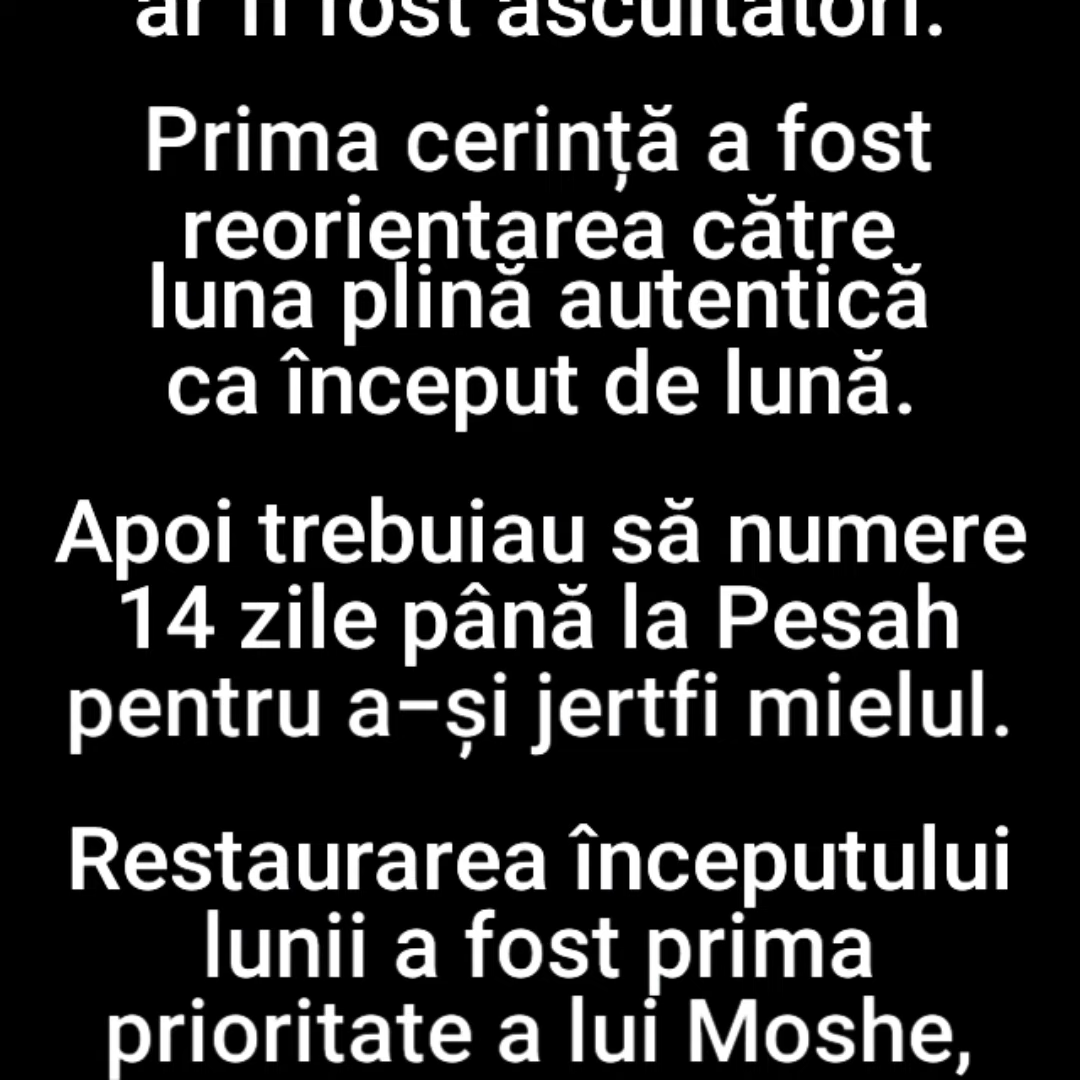 ar fi fost ascultători.
Prima cerință a fost
reorientarea către
luna plină autentică
ca început de lună.
Apoi trebuiau să numere
14 zile până la Pesah
pentru a-și jertfi mielul.
Restaurarea începutului
lunii a fost prima
prioritate a lui Moshe,